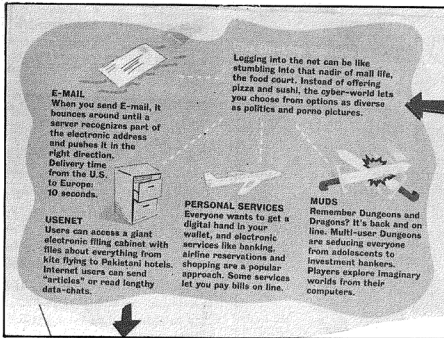 Logging into the net can be like
stumbling into that nadir of mall life,
the food court. Instead of offering
pizza and sushi, the cyber-world lets
you choose from options as diverse
as politics and porno pictures.
E-MAIL
When you send E-mail, it
bounces around until a
server recognizes part of
the electronic address
and pushes it in the
right direction.
Delivery time
from the U.S.
to Europe:
10 seconds.
USENET
Users can access a giant
electronic filing cabinet with
files about everything from
kite flying to Pakistani hotels.
Internet users can send
"articles" or read lengthy
data-chats.
PERSONAL SERVICES
Everyone wants to get a
digital hand in your
wallet, and electronic
services like banking,
airline reservations and
shopping are a popular
approach. Some services
let you pay bills on line.
MUDS
Remember Dungeons and
Dragons? It's back and on
line. Multi-user Dungeons
are seducing everyone
from adolescents to
investment bankers.
Players explore imaginary
worlds from their
computers.